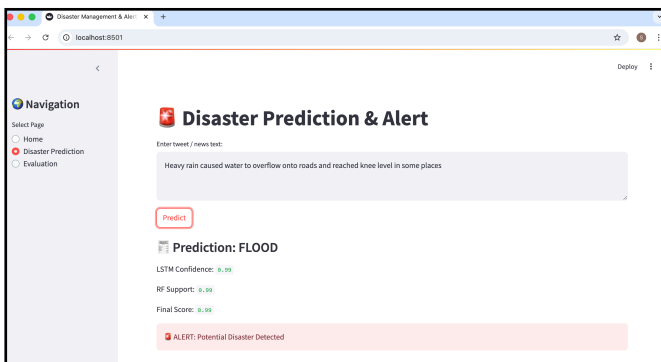 Disaster Management & Alert
localhost:8501
S
Deploy
Navigation
Select Page
Home
Disaster Prediction
Evaluation
Disaster Prediction & Alert
Enter tweet / news text:
Heavy rain caused water to overflow onto roads and reached knee level in some places
Predict
Prediction: FLOOD
LSTM Confidence: 0.99
RF Support: 0.99
Final Score: 0.99
ALERT: Potential Disaster Detected